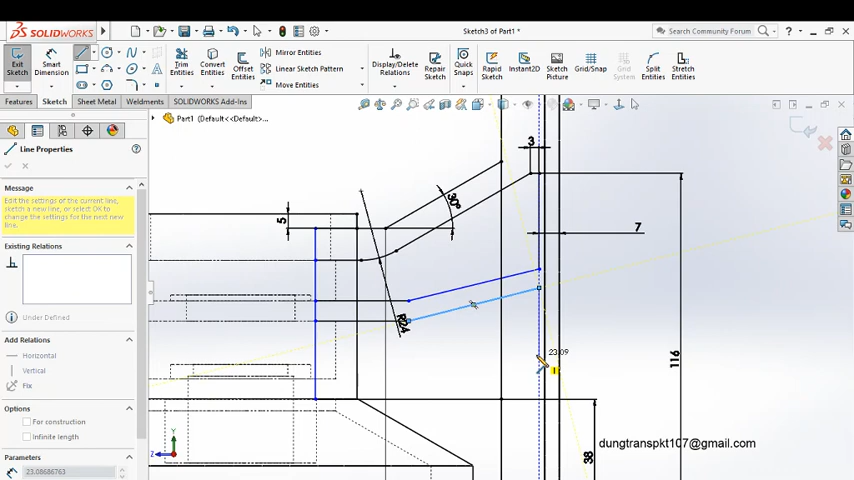 SOLIDWORKS
Sketch3 of Part1 *
Search Community Forum
Exit Sketch
Smart Dimension
Trim Entities
Convert Entities
Offset Entities
Mirror Entities
Linear Sketch Pattern
Move Entities
Display/Delete Relations
Repair Sketch
Quick Snaps
Rapid Sketch
Instant2D
Sketch Picture
Grid/Snap
Grid System
Split Entities
Stretch Entities
Features
Sketch
Sheet Metal
Weldments
SOLIDWORKS Add-Ins
Part1 (Default<<Default>...
Line Properties
Message
Edit the settings of the current line, sketch a new line, or select OK to change the settings for the next new line.
Existing Relations
Under Defined
Add Relations
Horizontal
Vertical
Fix
Options
For construction
Infinite length
Parameters
23.08686763
5
30°
3
7
R24
23.09
116
38
dungtranspkt107@gmail.com
Y
Z